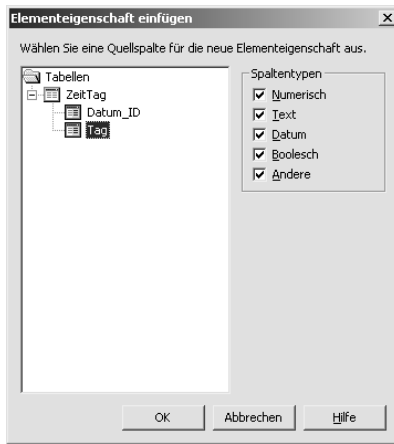 Elementeigenschaft einfügen
Wählen Sie eine Quellspalte für die neue Elementeigenschaft aus.
Tabellen
ZeitTag
Datum_ID
Tag
Spaltentypen
Numerisch
Text
Datum
Boolesch
Andere
OK
Abbrechen
Hilfe